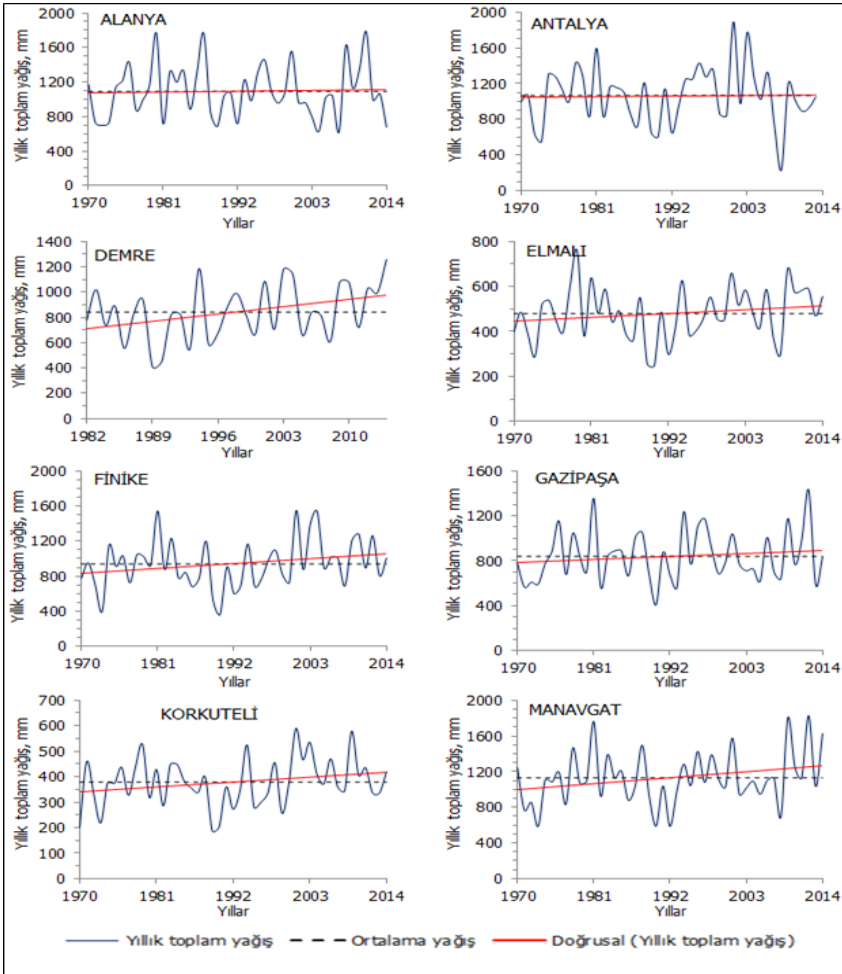 ALANYA
Yıllık toplam yağış, mm
2000
1600
1200
800
400
0
1970 1981 1992 2003 2014
Yıllar
ANTALYA
Yıllık toplam yağış, mm
2000
1600
1200
800
400
0
1970 1981 1992 2003 2014
Yıllar
DEMRE
Yıllık toplam yağış, mm
1400
1200
1000
800
600
400
200
0
1982 1989 1996 2003 2010
Yıllar
ELMALI
Yıllık toplam yağış, mm
800
600
400
200
0
1970 1981 1992 2003 2014
Yıllar
FİNİKE
Yıllık toplam yağış, mm
2000
1600
1200
800
400
0
1970 1981 1992 2003 2014
Yıllar
GAZİPAŞA
Yıllık toplam yağış, mm
1600
1200
800
400
0
1970 1981 1992 2003 2014
Yıllar
KORKUTELİ
Yıllık toplam yağış, mm
700
600
500
400
300
200
100
0
1970 1981 1992 2003 2014
Yıllar
MANAVGAT
Yıllık toplam yağış, mm
2000
1600
1200
800
400
0
1970 1981 1992 2003 2014
Yıllar
Yıllık toplam yağış Ortalama yağış Doğrusal (Yıllık toplam yağış)